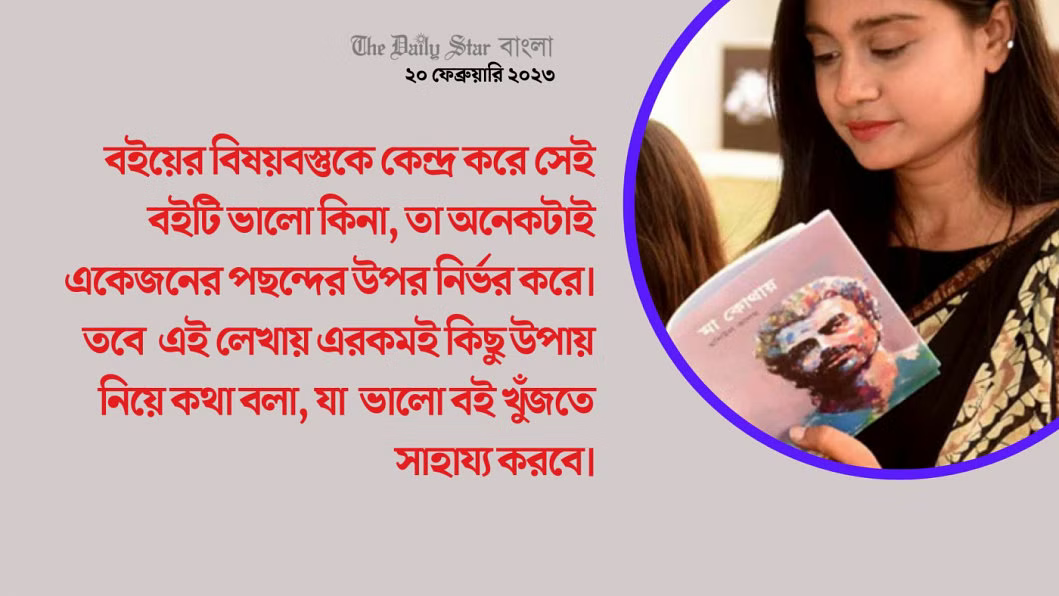 The Daily Star বাংলা
২০ ফেব্রুয়ারি ২০২৩
বইয়ের বিষয়বস্তুকে কেন্দ্র করে সেই
বইটি ভালো কিনা, তা অনেকটাই
একেজনের পছন্দের উপর নির্ভর করে।
তবে এই লেখায় এরকমই কিছু উপায়
নিয়ে কথা বলা, যা ভালো বই খুঁজতে
সাহায্য করবে।
মা কোথায়